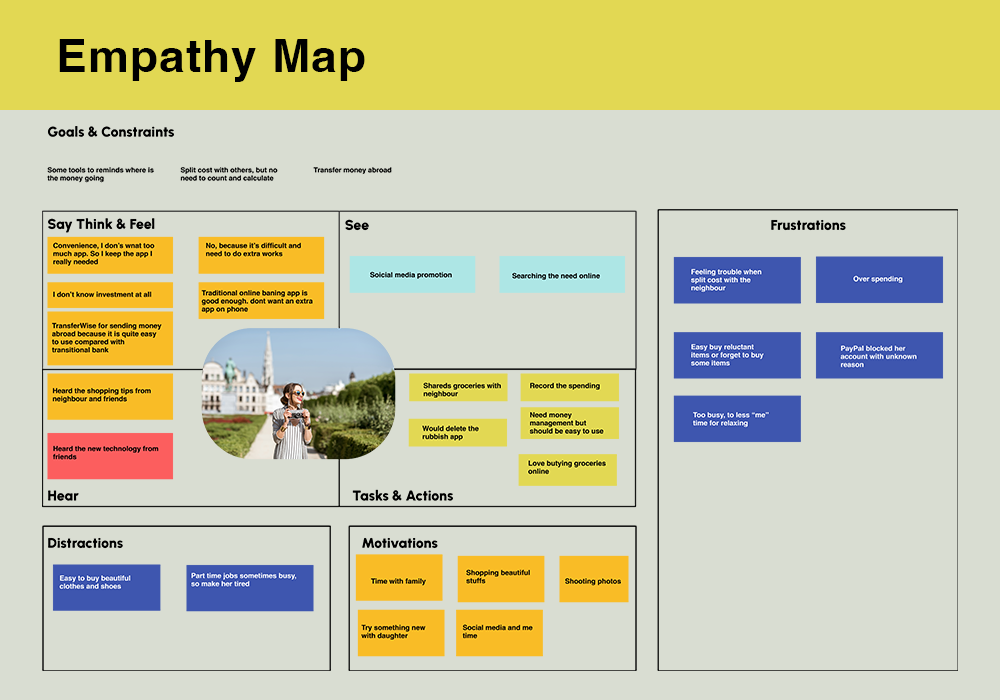 Empathy Map
Goals & Constraints
Some tools to reminds where is
the money going
Split cost with others, but no
need to count and calculate
Transfer money abroad
Say Think & Feel
Convenience, I don's wnat too
much app. So I keep the app I
really needed
No, because it's difficult and
need to do extra works
I don't know investment at all
Traditional online baning app is
good enough. dont want an extra
app on phone
TransferWise for sending money
abroad because it is quite easy
to use compared with
transitional bank
See
Soicial media promotion
Searching the need online
Heard the shopping tips from
neighbour and friends
Heard the new technology from
friends
Hear
Shareds groceries with
neighbour
Record the spending
Would delete the
rubbish app
Need money
management but
should be easy to use
Love butying groceries
online
Tasks & Actions
Frustrations
Feeling trouble when
split cost with the
neighbour
Over spending
Easy buy reluctant
items or forget to buy
some items
PayPal blocked her
account with unknown
reason
Too busy, to less “me”
time for relaxing
Distractions
Easy to buy beautiful
clothes and shoes
Part time jobs sometimes busy,
so make her tired
Motivations
Time with family
Shopping beautiful
stuffs
Shooting photos
Try something new
with daughter
Social media and me
time